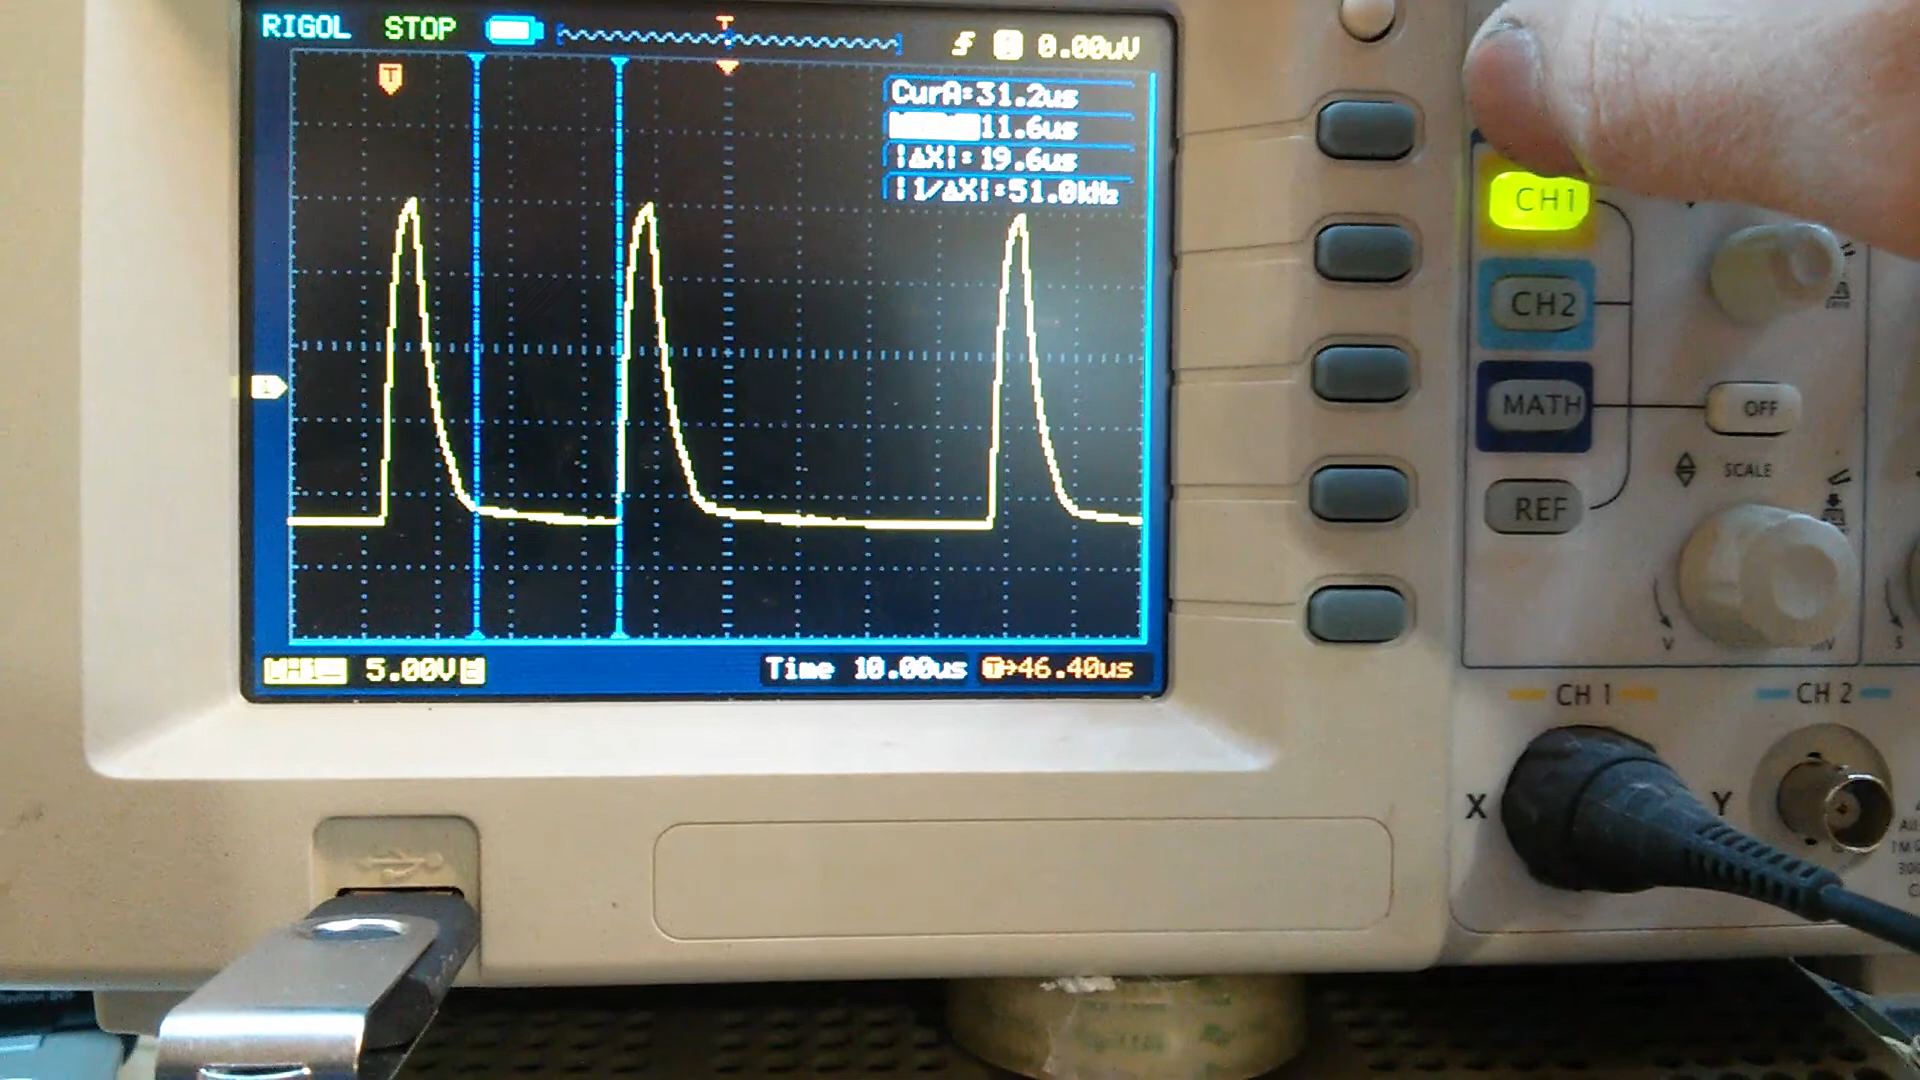 RIGOL STOP T 0.00uV
T
CurA:31.2us
11.6us
|ΔX|:19.6us
|1/ΔX|:51.0kHz
1
5.00V Time 10.00us T→46.40us
CH1
CH2
MATH OFF
SCALE
REF
V
S
CH 1 CH 2
X Y